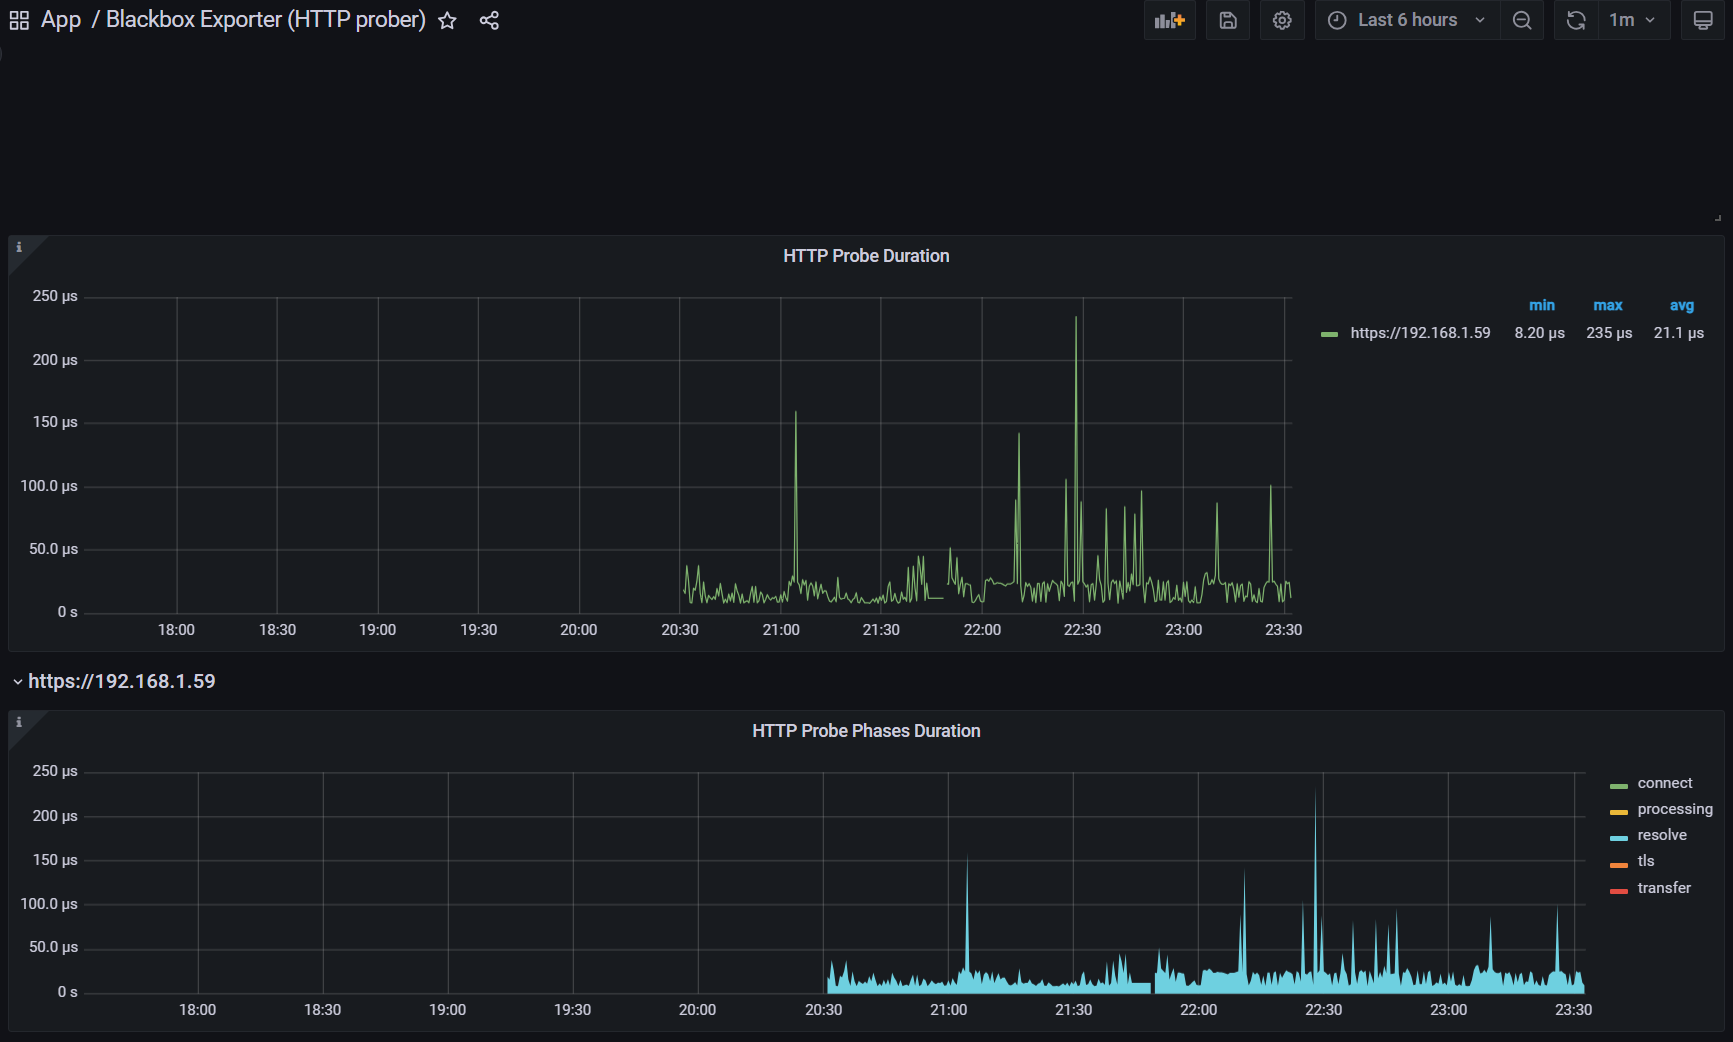 App / Blackbox Exporter (HTTP prober)
Last 6 hours
1m
HTTP Probe Duration
250 µs
200 µs
150 µs
100.0 µs
50.0 µs
0 s
18:00 18:30 19:00 19:30 20:00 20:30 21:00 21:30 22:00 22:30 23:00 23:30
min max avg
https://192.168.1.59 8.20 µs 235 µs 21.1 µs
https://192.168.1.59
HTTP Probe Phases Duration
250 µs
200 µs
150 µs
100.0 µs
50.0 µs
0 s
18:00 18:30 19:00 19:30 20:00 20:30 21:00 21:30 22:00 22:30 23:00 23:30
connect
processing
resolve
tls
transfer